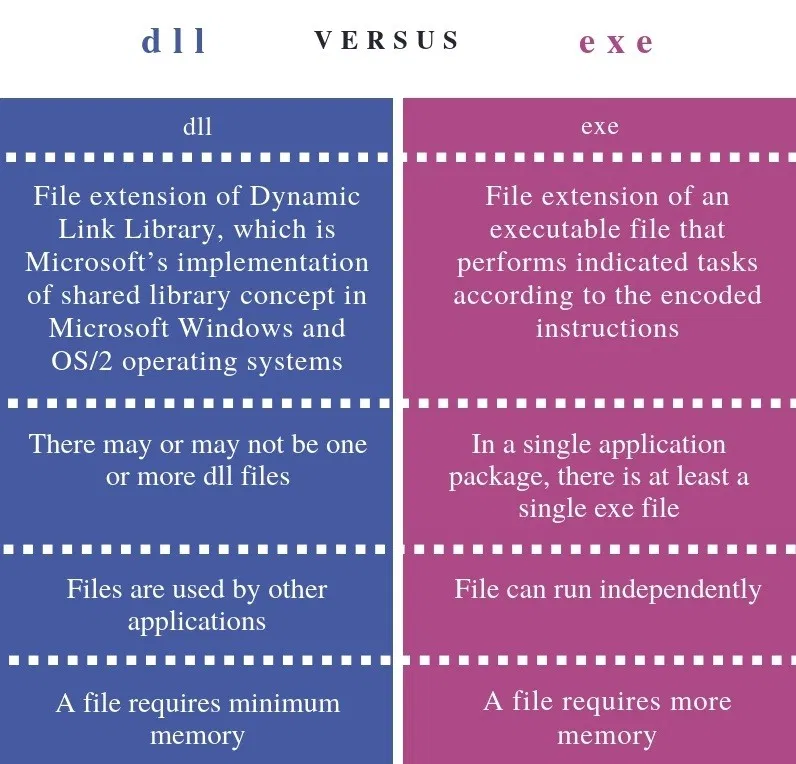 dll VERSUS exe
dll
File extension of Dynamic
Link Library, which is
Microsoft’s implementation
of shared library concept in
Microsoft Windows and
OS/2 operating systems
There may or may not be one
or more dll files
Files are used by other
applications
A file requires minimum
memory
exe
File extension of an
executable file that
performs indicated tasks
according to the encoded
instructions
In a single application
package, there is at least a
single exe file
File can run independently
A file requires more
memory